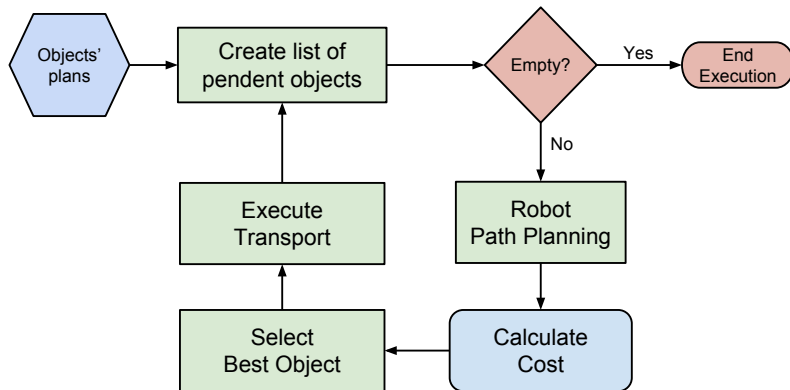 Objects'
plans
Create list of
pendent objects
Empty?
Yes
End
Execution
No
Execute
Transport
Robot
Path Planning
Select
Best Object
Calculate
Cost